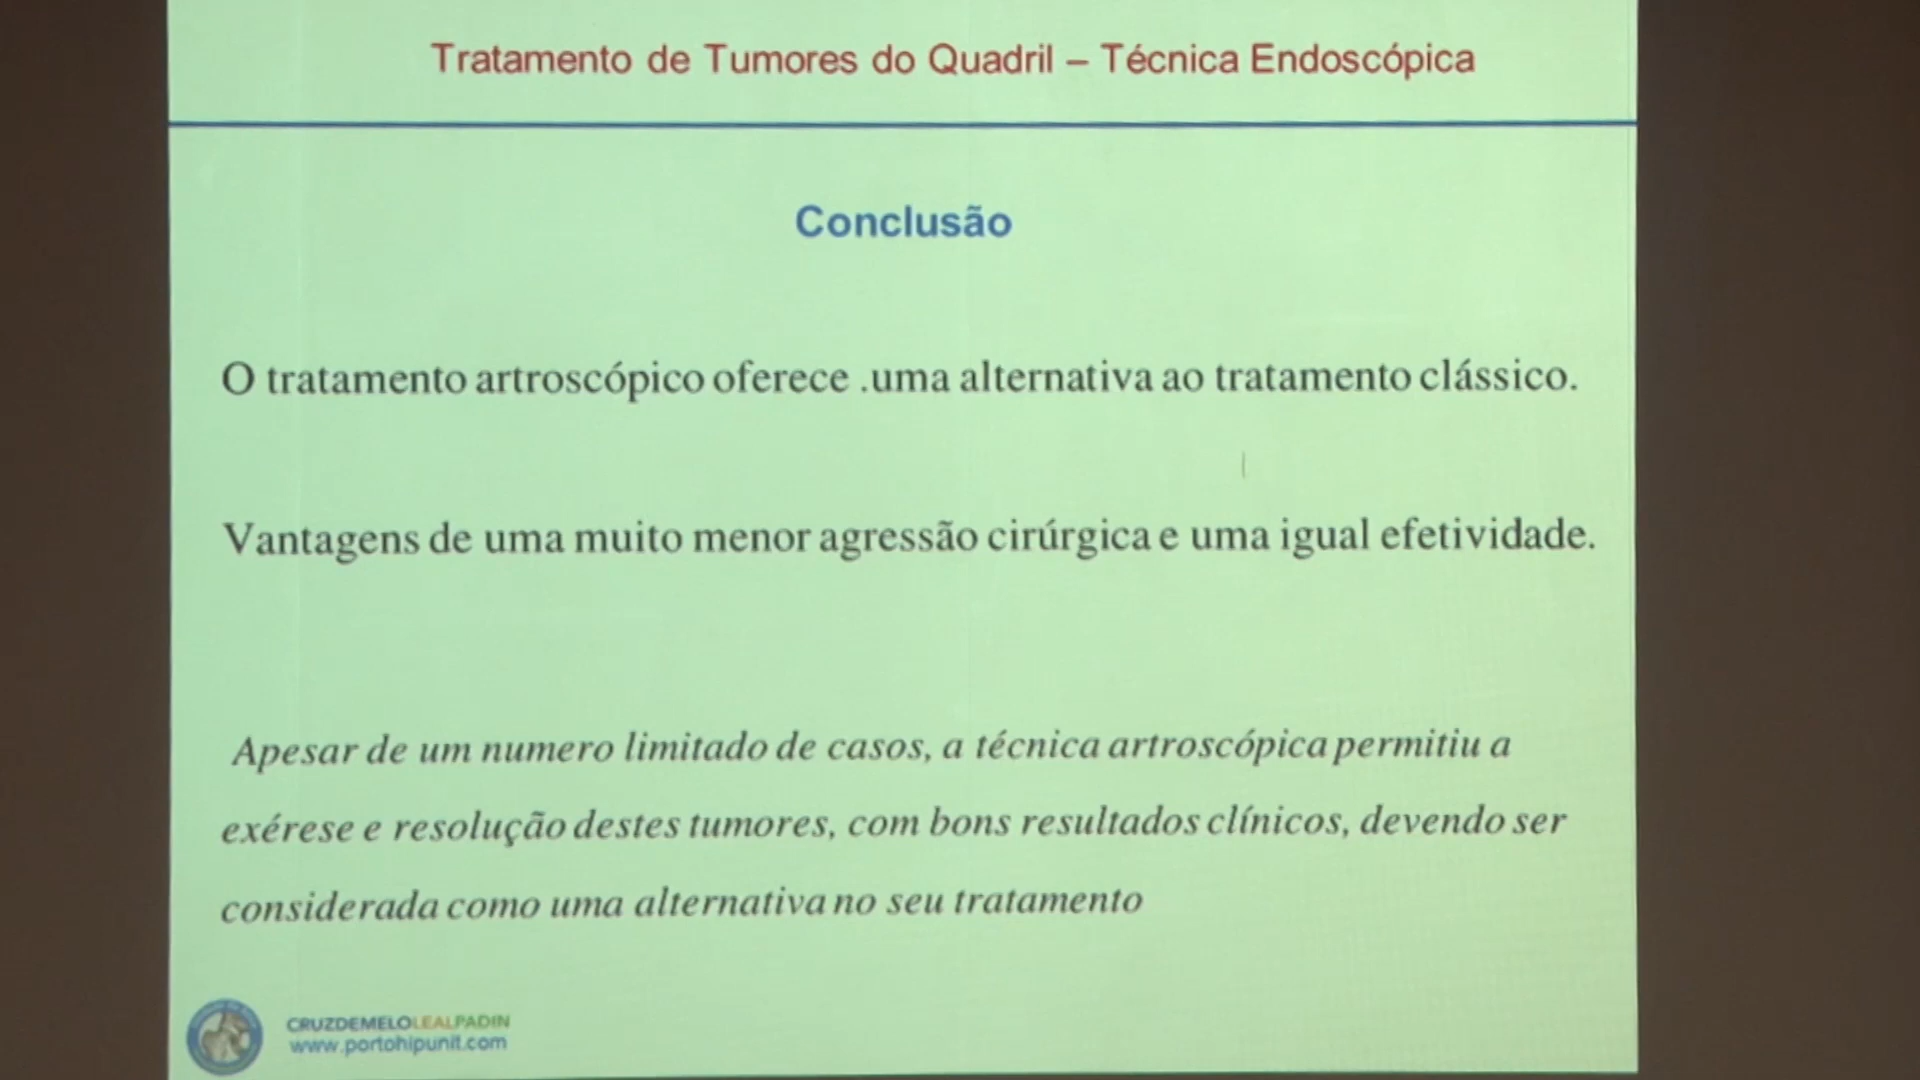 Tratamento de Tumores do Quadril – Técnica Endoscópica
Conclusão
O tratamento artroscópico oferece .uma alternativa ao tratamento clássico.
Vantagens de uma muito menor agressão cirúrgica e uma igual efetividade.
Apesar de um numero limitado de casos, a técnica artroscópica permitiu a
exérese e resolução destes tumores, com bons resultados clínicos, devendo ser
considerada como uma alternativa no seu tratamento
CRUZDEMELOLEALPADIN
www.portohipunit.com